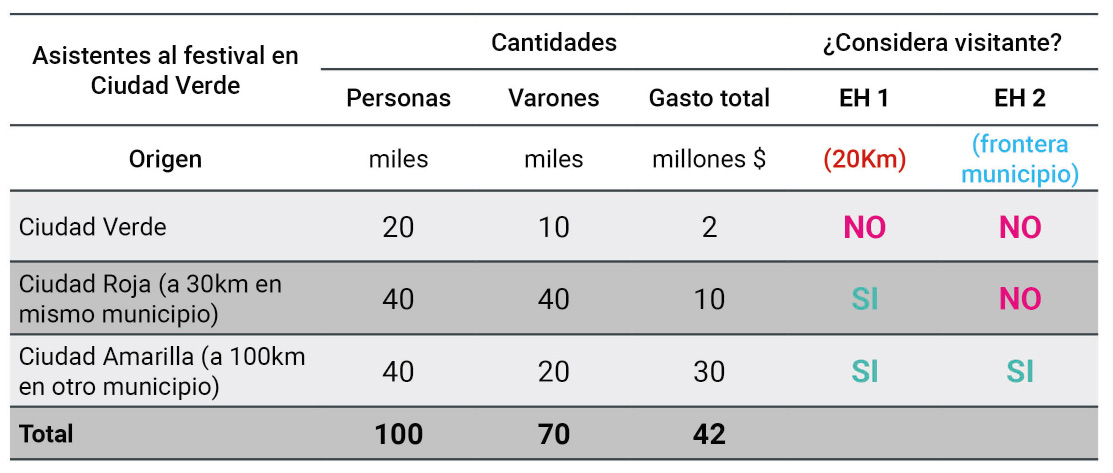 Asistentes al festival en
Ciudad Verde
Cantidades
¿Considera visitante?
Personas
Varones
Gasto total
EH 1
EH 2
Origen
miles
miles
millones $
(20Km)
(frontera
municipio)
Ciudad Verde
20
10
2
NO
NO
Ciudad Roja (a 30km en
mismo municipio)
40
40
10
SI
NO
Ciudad Amarilla (a 100km
en otro municipio)
40
20
30
SI
SI
Total
100
70
42